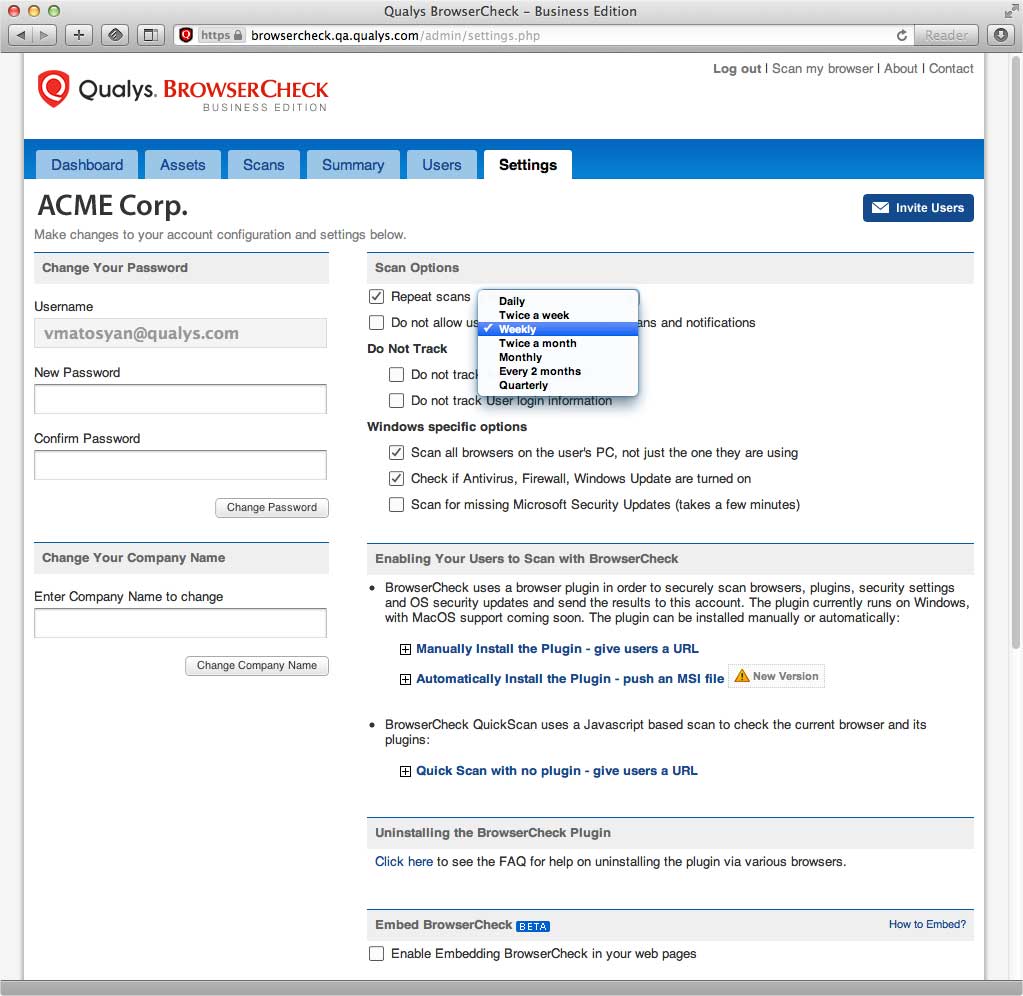 Qualys BrowserCheck – Business Edition
https browsercheck.qa.qualys.com/admin/settings.php Reader
Log out | Scan my browser | About | Contact
Qualys. BROWSERCHECK
BUSINESS EDITION
Dashboard Assets Scans Summary Users Settings
ACME Corp.
Invite Users
Make changes to your account configuration and settings below.
Change Your Password
Username
vmatosyan@qualys.com
New Password
Confirm Password
Change Password
Change Your Company Name
Enter Company Name to change
Change Company Name
Scan Options
Repeat scans
Daily
Twice a week
Weekly
Twice a month
Monthly
Every 2 months
Quarterly
Do not allow and notifications
Do Not Track
Do not
Do not track User login information
Windows specific options
Scan all browsers on the user's PC, not just the one they are using
Check if Antivirus, Firewall, Windows Update are turned on
Scan for missing Microsoft Security Updates (takes a few minutes)
Enabling Your Users to Scan with BrowserCheck
• BrowserCheck uses a browser plugin in order to securely scan browsers, plugins, security settings
and OS security updates and send the results to this account. The plugin currently runs on Windows,
with MacOS support coming soon. The plugin can be installed manually or automatically:
Manually Install the Plugin - give users a URL
Automatically Install the Plugin - push an MSI file New Version
• BrowserCheck QuickScan uses a Javascript based scan to check the current browser and its
plugins:
Quick Scan with no plugin - give users a URL
Uninstalling the BrowserCheck Plugin
Click here to see the FAQ for help on uninstalling the plugin via various browsers.
Embed BrowserCheck BETA How to Embed?
Enable Embedding BrowserCheck in your web pages